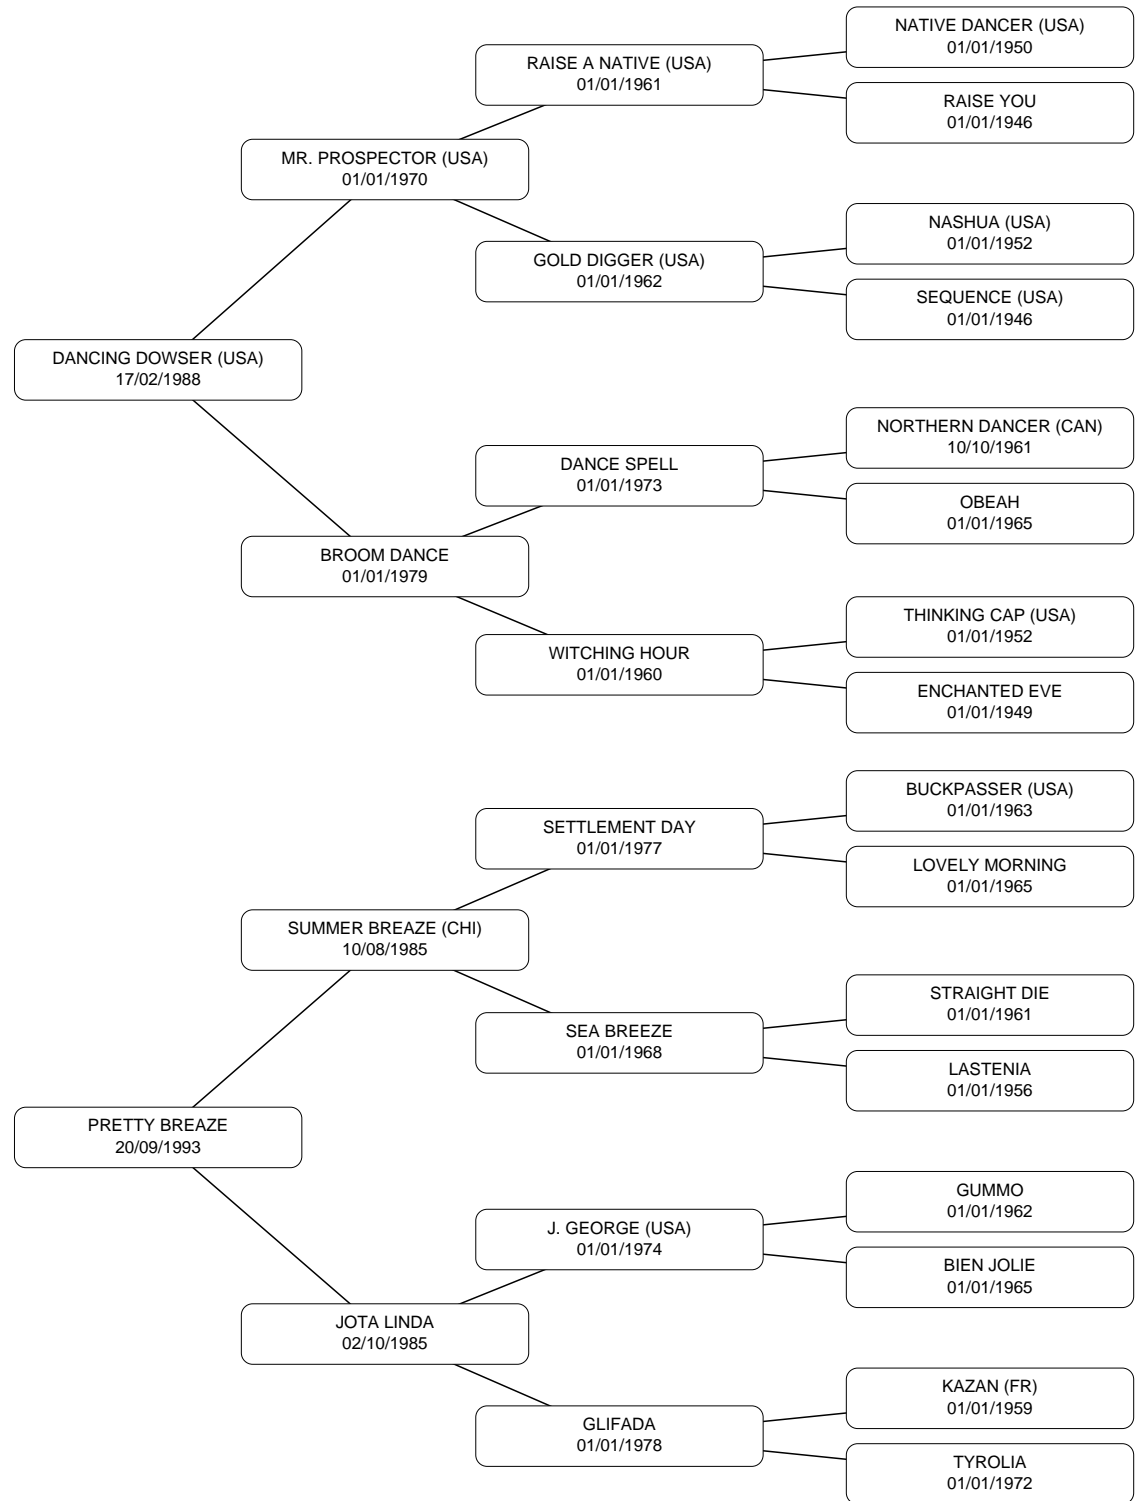 NATIVE DANCER (USA)
01/01/1950
RAISE A NATIVE (USA)
01/01/1961
RAISE YOU
01/01/1946
MR. PROSPECTOR (USA)
01/01/1970
NASHUA (USA)
01/01/1952
GOLD DIGGER (USA)
01/01/1962
SEQUENCE (USA)
01/01/1946
DANCING DOWSER (USA)
17/02/1988
NORTHERN DANCER (CAN)
10/10/1961
DANCE SPELL
01/01/1973
OBEAH
01/01/1965
BROOM DANCE
01/01/1979
THINKING CAP (USA)
01/01/1952
WITCHING HOUR
01/01/1960
ENCHANTED EVE
01/01/1949
BUCKPASSER (USA)
01/01/1963
SETTLEMENT DAY
01/01/1977
LOVELY MORNING
01/01/1965
SUMMER BREAZE (CHI)
10/08/1985
STRAIGHT DIE
01/01/1961
SEA BREEZE
01/01/1968
LASTENIA
01/01/1956
PRETTY BREAZE
20/09/1993
GUMMO
01/01/1962
J. GEORGE (USA)
01/01/1974
BIEN JOLIE
01/01/1965
JOTA LINDA
02/10/1985
KAZAN (FR)
01/01/1959
GLIFADA
01/01/1978
TYROLIA
01/01/1972